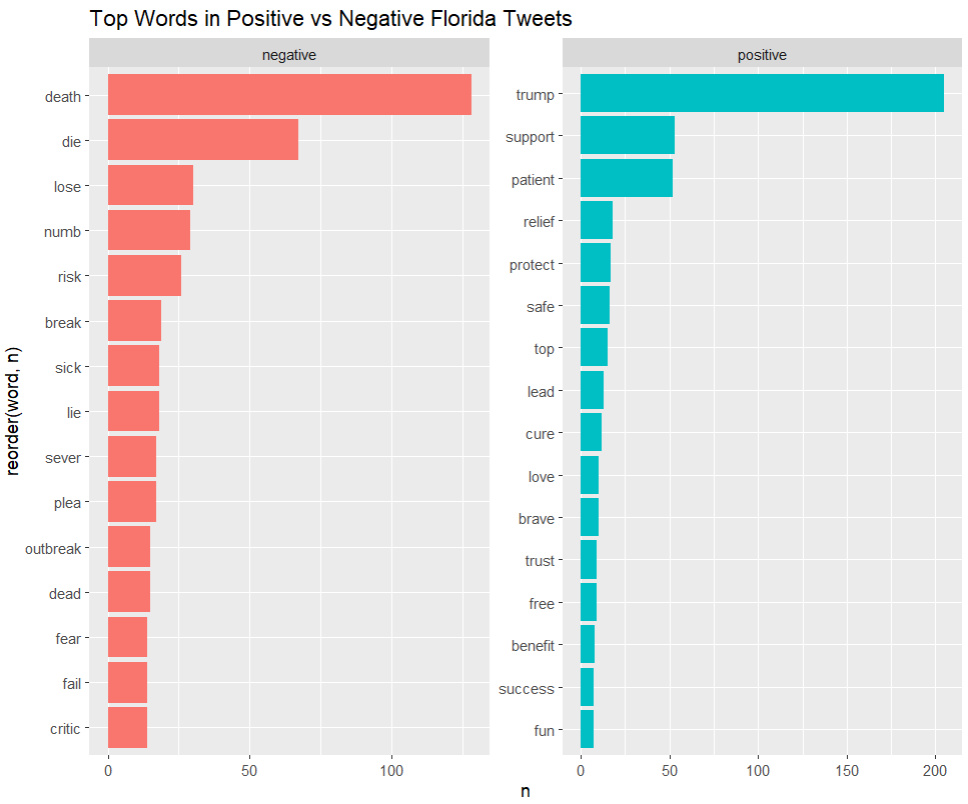 Top Words in Positive vs Negative Florida Tweets
negative
death
die
lose
numb
risk
break
sick
lie
sever
plea
outbreak
dead
fear
fail
critic
0 50 100
positive
trump
support
patient
relief
protect
safe
top
lead
cure
love
brave
trust
free
benefit
success
fun
0 50 100 150 200
reorder(word, n)
n